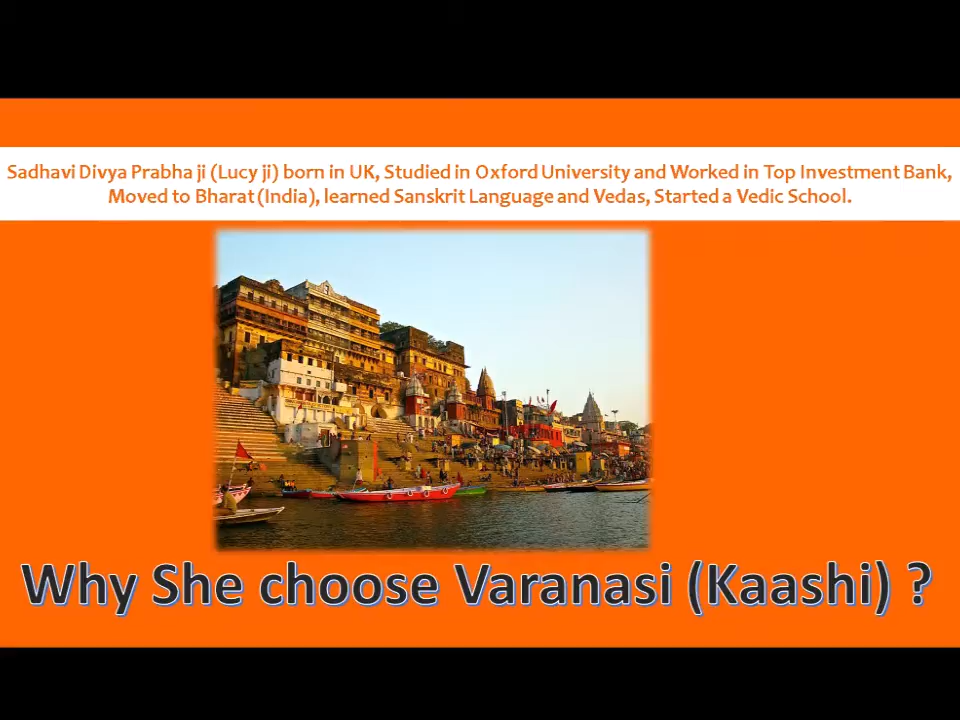 Sadhavi Divya Prabha ji (Lucy ji) born in UK, Studied in Oxford University and Worked in Top Investment Bank,
Moved to Bharat (India), learned Sanskrit Language and Vedas, Started a Vedic School.
Why She choose Varanasi (Kaashi) ?